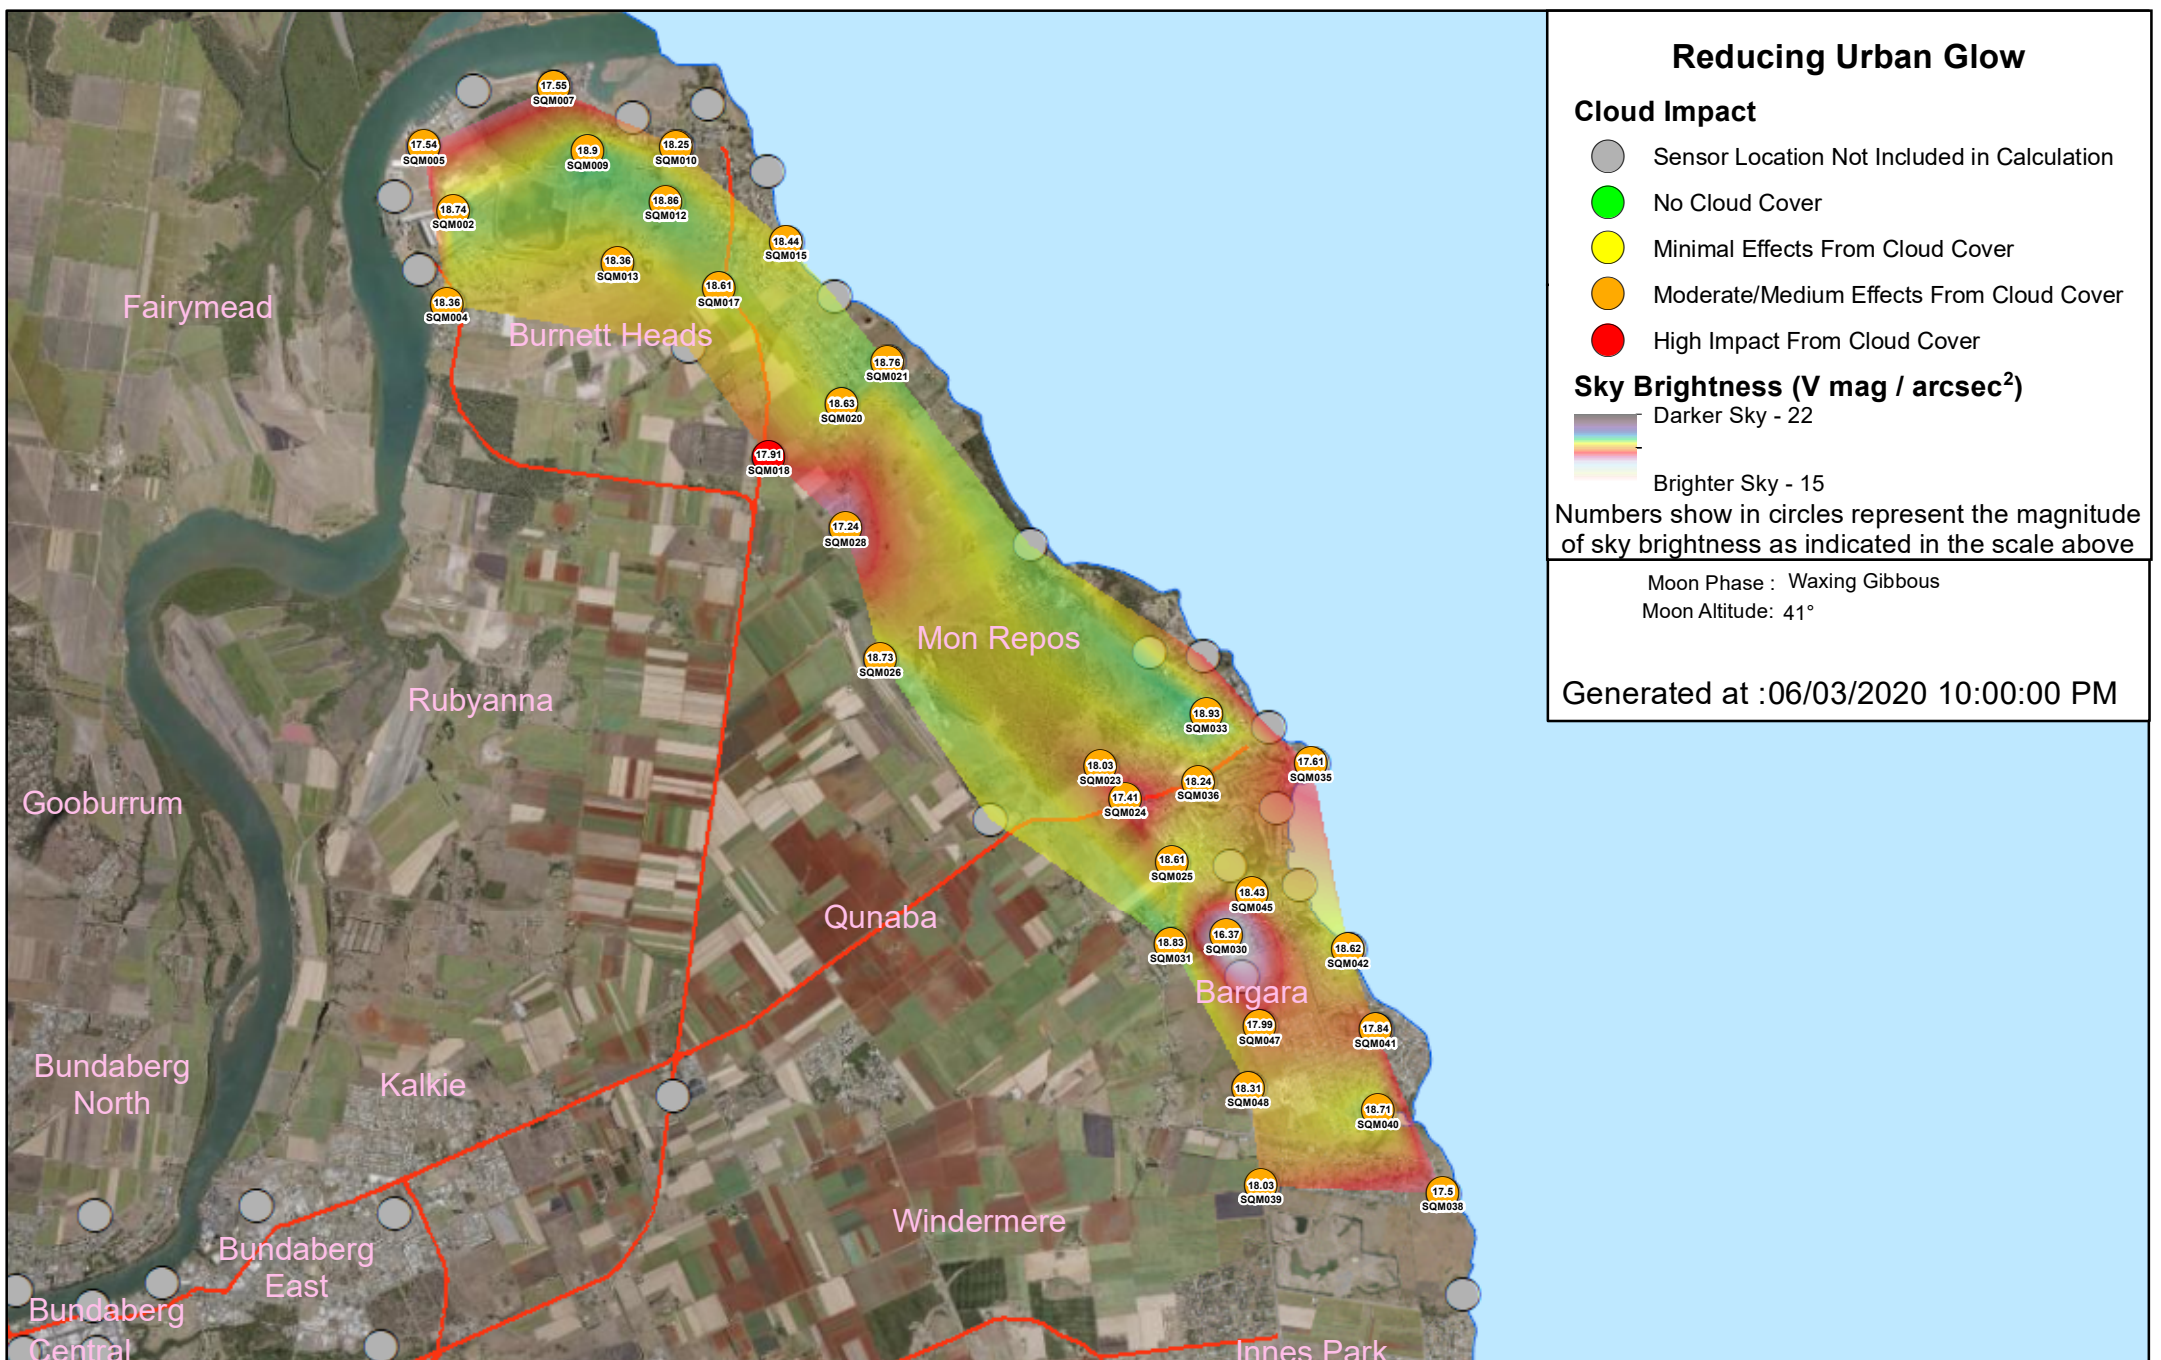 Reducing Urban Glow
Cloud Impact
Sensor Location Not Included in Calculation
No Cloud Cover
Minimal Effects From Cloud Cover
Moderate/Medium Effects From Cloud Cover
High Impact From Cloud Cover
Sky Brightness (V mag / arcsec²)
Darker Sky - 22
Brighter Sky - 15
Numbers show in circles represent the magnitude
of sky brightness as indicated in the scale above
Moon Phase : Waxing Gibbous
Moon Altitude: 41°
Generated at :06/03/2020 10:00:00 PM
17.55
SQM007
17.54
SQM005
18.9
SQM009
18.25
SQM010
18.74
SQM002
18.86
SQM012
18.44
SQM015
18.36
SQM013
18.61
SQM017
18.36
SQM004
Fairymead
Burnett Heads
18.76
SQM021
18.63
SQM020
17.91
SQM018
17.24
SQM028
Mon Repos
18.73
SQM026
Rubyanna
18.93
SQM033
18.03
SQM023
17.61
SQM035
18.24
SQM036
17.41
SQM024
Gooburrum
18.61
SQM025
18.43
SQM045
Qunaba
16.37
SQM030
18.83
SQM031
18.62
SQM042
Bargara
17.99
SQM047
17.84
SQM041
Bundaberg
North
Kalkie
18.31
SQM048
18.71
SQM040
18.03
SQM039
17.5
SQM038
Windermere
Bundaberg
East
Bundaberg
Central
Innes Park